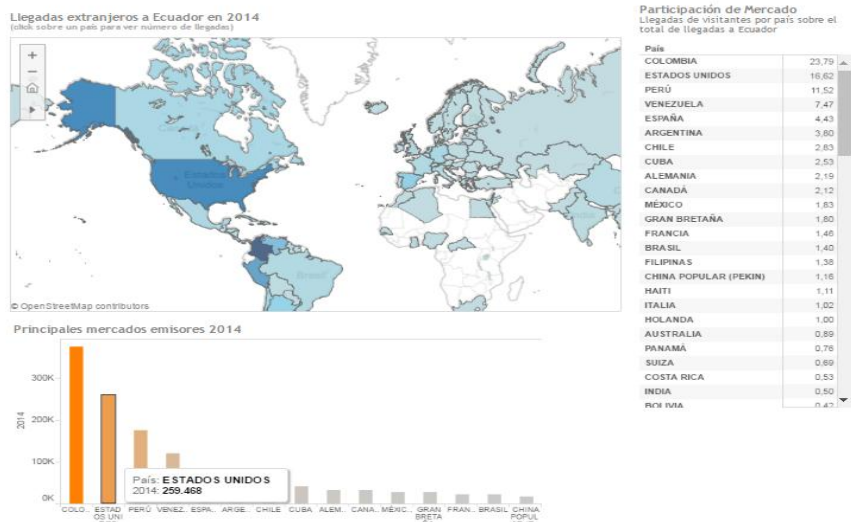 Llegadas extranjeros a Ecuador en 2014
(click sobre un país para ver número de llegadas)
Estados
Unidos
Brasil
© OpenStreetMap contributors
Participación de Mercado
Llegadas de visitantes por país sobre el
total de llegadas a Ecuador
País
COLOMBIA 23,79
ESTADOS UNIDOS 16,62
PERÚ 11,52
VENEZUELA 7,47
ESPAÑA 4,43
ARGENTINA 3,80
CHILE 2,83
CUBA 2,53
ALEMANIA 2,19
CANADÁ 2,12
MÉXICO 1,83
GRAN BRETAÑA 1,80
FRANCIA 1,46
BRASIL 1,40
FILIPINAS 1,38
CHINA POPULAR (PEKIN) 1,16
HAITI 1,11
ITALIA 1,02
HOLANDA 1,00
AUSTRALIA 0,89
PANAMÁ 0,76
SUIZA 0,69
COSTA RICA 0,53
INDIA 0,50
BOLIVIA 0,42
Principales mercados emisores 2014
300K
200K
100K
0K
2014
País: ESTADOS UNIDOS
2014: 259.468
COLO.. ESTAD OS UNI PERÚ VENEZ.. ESPA.. ARGE.. CHILE CUBA ALEM.. CANA.. MÉXIC.. GRAN BRETA FRAN.. BRASIL CHINA POPUL